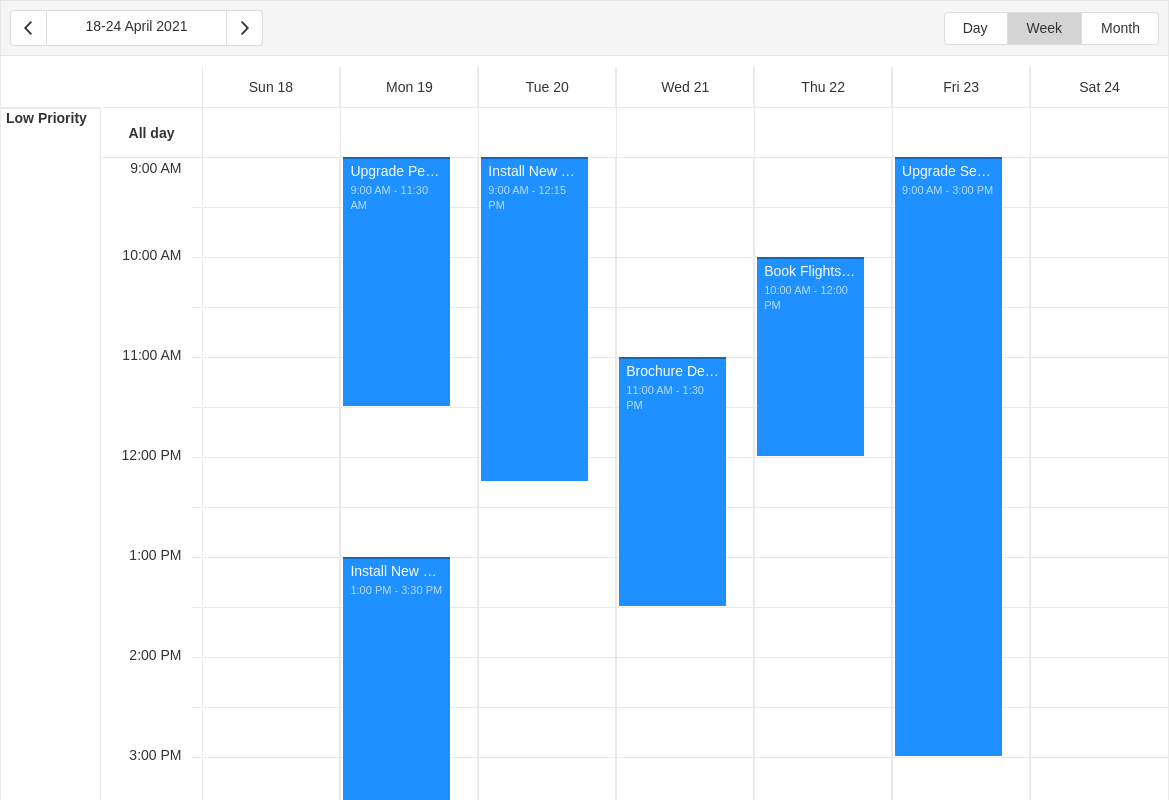 18-24 April 2021
Day
Week
Month
Sun 18
Mon 19
Tue 20
Wed 21
Thu 22
Fri 23
Sat 24
Low Priority
All day
9:00 AM
10:00 AM
11:00 AM
12:00 PM
1:00 PM
2:00 PM
3:00 PM
Upgrade Pe…
9:00 AM - 11:30
AM
Install New …
1:00 PM - 3:30 PM
Install New …
9:00 AM - 12:15
PM
Brochure De…
11:00 AM - 1:30
PM
Book Flights…
10:00 AM - 12:00
PM
Upgrade Se…
9:00 AM - 3:00 PM